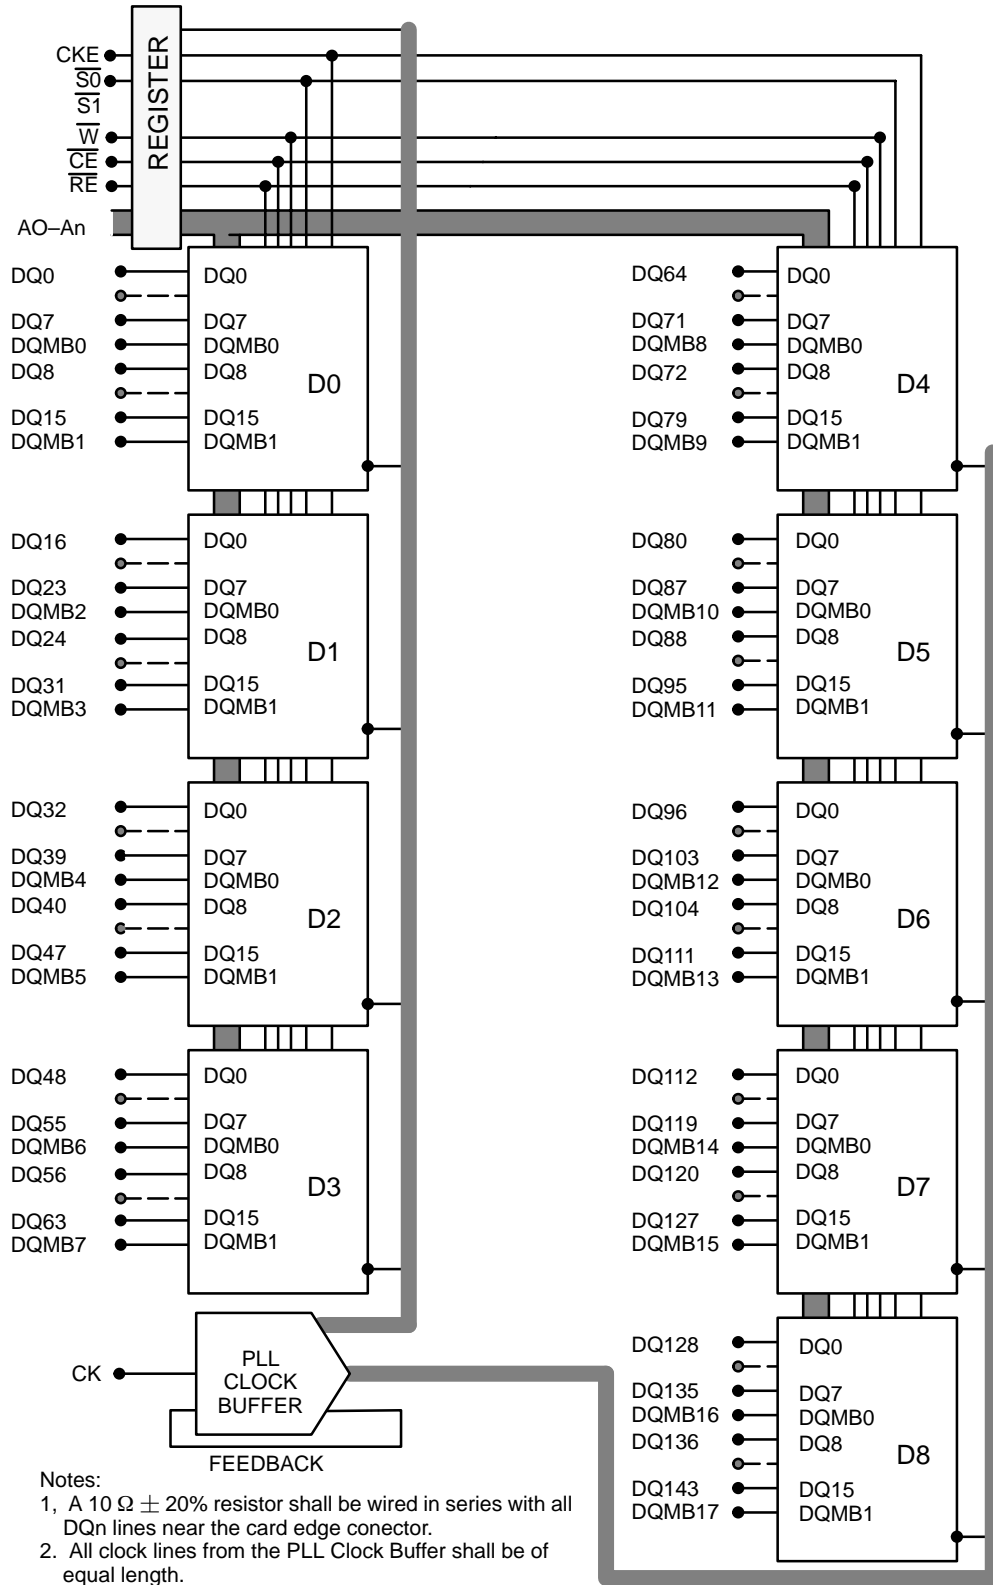 REGISTER
CKE
S0
S1
W
CE
RE
AO–An
DQ0
DQ7
DQMB0
DQ8
DQ15
DQMB1
DQ0
DQ7
DQMB0
DQ8
DQ15
DQMB1
D0
DQ16
DQ23
DQMB2
DQ24
DQ31
DQMB3
DQ0
DQ7
DQMB0
DQ8
DQ15
DQMB1
D1
DQ32
DQ39
DQMB4
DQ40
DQ47
DQMB5
DQ0
DQ7
DQMB0
DQ8
DQ15
DQMB1
D2
DQ48
DQ55
DQMB6
DQ56
DQ63
DQMB7
DQ0
DQ7
DQMB0
DQ8
DQ15
DQMB1
D3
DQ64
DQ71
DQMB8
DQ72
DQ79
DQMB9
DQ0
DQ7
DQMB0
DQ8
DQ15
DQMB1
D4
DQ80
DQ87
DQMB10
DQ88
DQ95
DQMB11
DQ0
DQ7
DQMB0
DQ8
DQ15
DQMB1
D5
DQ96
DQ103
DQMB12
DQ104
DQ111
DQMB13
DQ0
DQ7
DQMB0
DQ8
DQ15
DQMB1
D6
DQ112
DQ119
DQMB14
DQ120
DQ127
DQMB15
DQ0
DQ7
DQMB0
DQ8
DQ15
DQMB1
D7
DQ128
DQ135
DQMB16
DQ136
DQ143
DQMB17
DQ0
DQ7
DQMB0
DQ8
DQ15
DQMB1
D8
CK
PLL
CLOCK
BUFFER
FEEDBACK
Notes:
1, A 10 Ω ± 20% resistor shall be wired in series with all
DQn lines near the card edge conector.
2. All clock lines from the PLL Clock Buffer shall be of
equal length.